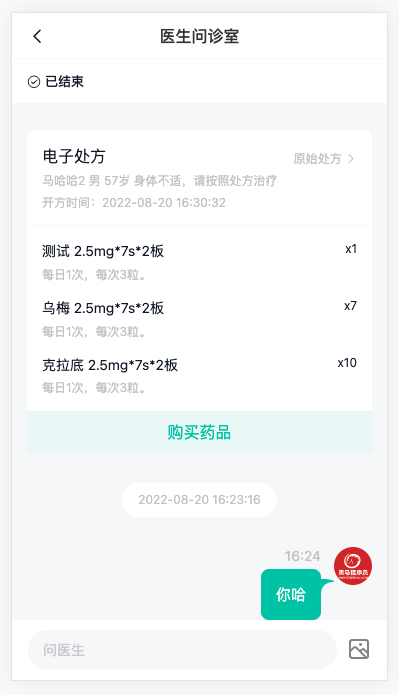 医生问诊室
已结束
电子处方
原始处方
马哈哈2 男 57岁 身体不适，请按照处方治疗
开方时间：2022-08-20 16:30:32
测试 2.5mg*7s*2板
x1
每日1次，每次3粒。
乌梅 2.5mg*7s*2板
x7
每日1次，每次3粒。
克拉底 2.5mg*7s*2板
x10
每日1次，每次3粒。
购买药品
2022-08-20 16:23:16
16:24
黑马程序员
你哈
问医生